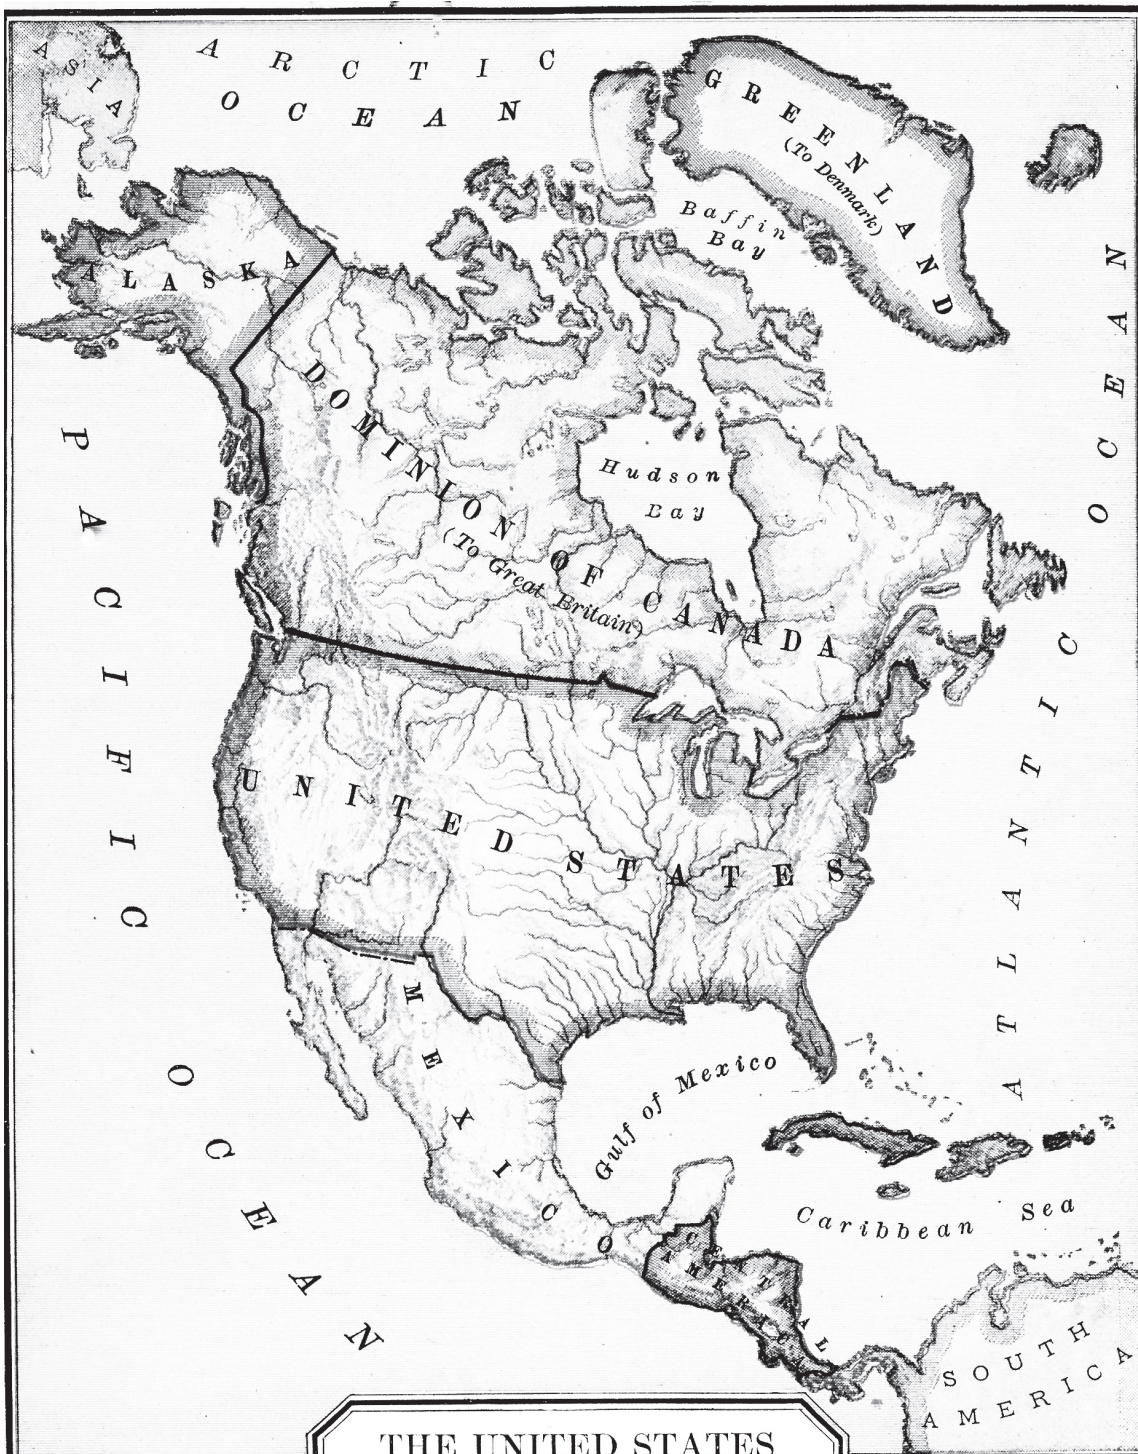 ASIA
ARCTIC
OCEAN
GREENLAND
(To Denmark)
Baffin
Bay
ALASKA
DOMINION OF CANADA
(To Great Britain)
Hudson
Bay
PACIFIC
OCEAN
ATLANTIC OCEAN
UNITED STATES
MEXICO
Gulf of Mexico
Caribbean Sea
CENTRAL
AMERICA
SOUTH
AMERICA
THE UNITED STATES